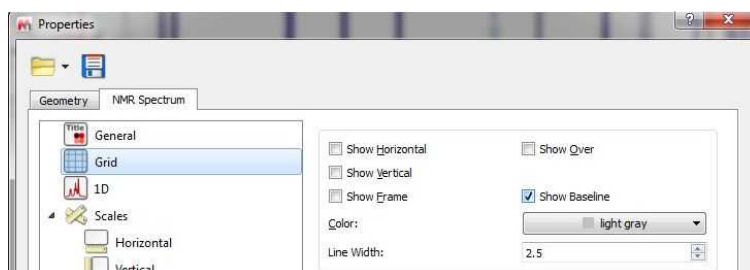 Properties
Geometry NMR Spectrum
Title General
Grid
1D
Scales
Horizontal
Vertical
Show Horizontal Show Over
Show Vertical
Show Frame Show Baseline
Color: light gray
Line Width: 2.5